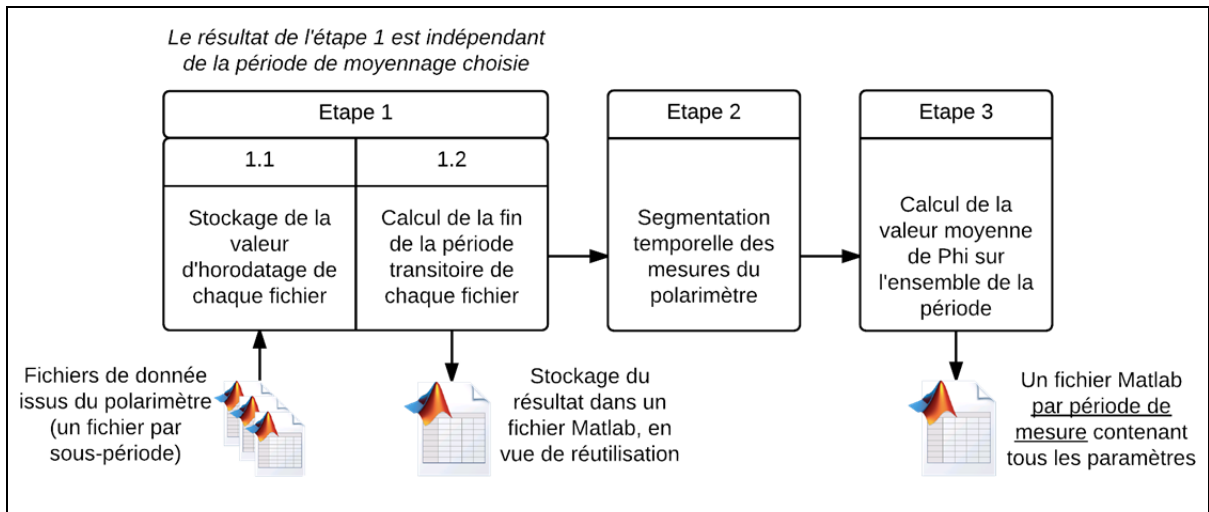 Le résultat de l'étape 1 est indépendant
de la période de moyennage choisie
Etape 1
1.1
1.2
Stockage de la
valeur
d'horodatage de
chaque fichier
Calcul de la fin
de la période
transitoire de
chaque fichier
Etape 2
Segmentation
temporelle des
mesures du
polarimètre
Etape 3
Calcul de la
valeur moyenne
de Phi sur
l'ensemble de la
période
Fichiers de donnée
issus du polarimètre
(un fichier par
sous-période)
Stockage du
résultat dans un
fichier Matlab, en
vue de réutilisation
Un fichier Matlab
par période de
mesure contenant
tous les paramètres